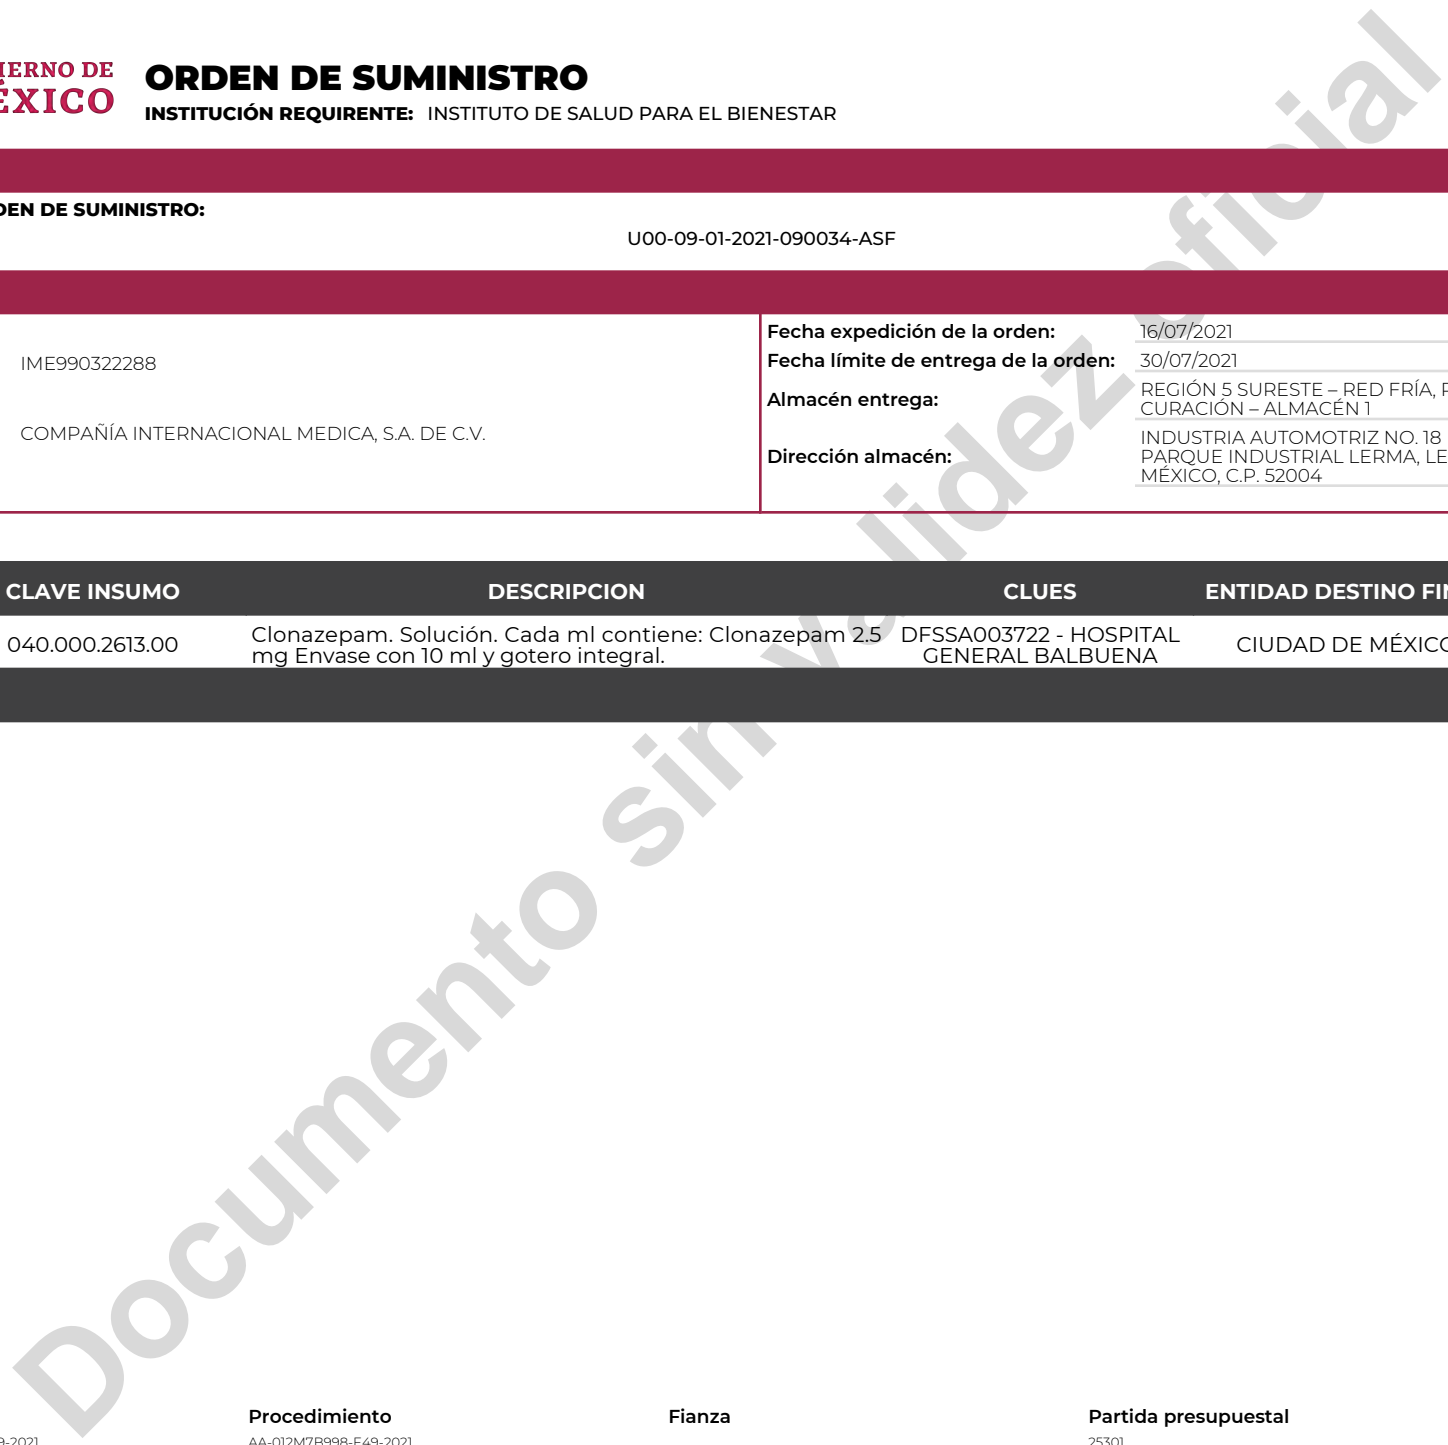 ORDEN DE SUMINISTRO
INSTITUCIÓN REQUIRENTE: INSTITUTO DE SALUD PARA EL BIENESTAR
DE SUMINISTRO:
U00-09-01-2021-090034-ASF
IME990322288
COMPAÑÍA INTERNACIONAL MEDICA, S.A. DE C.V.
Fecha expedición de la orden: 16/07/2021
Fecha límite de entrega de la orden: 30/07/2021
Almacén entrega: REGIÓN 5 SURESTE – RED FRÍA,
CURACIÓN – ALMACÉN 1
Dirección almacén: INDUSTRIA AUTOMOTRIZ NO. 18
PARQUE INDUSTRIAL LERMA,
MÉXICO, C.P. 52004
CLAVE INSUMO DESCRIPCION CLUES ENTIDAD DESTINO
040.000.2613.00 Clonazepam. Solución. Cada ml contiene: Clonazepam 2.5 DFSSA003722 - HOSPITAL CIUDAD DE MÉXICO
mg Envase con 10 ml y gotero integral. GENERAL BALBUENA
Documento sin validez oficial
Procedimiento Fianza Partida presupuestal
AA-012M7B998-E49-2021 25301